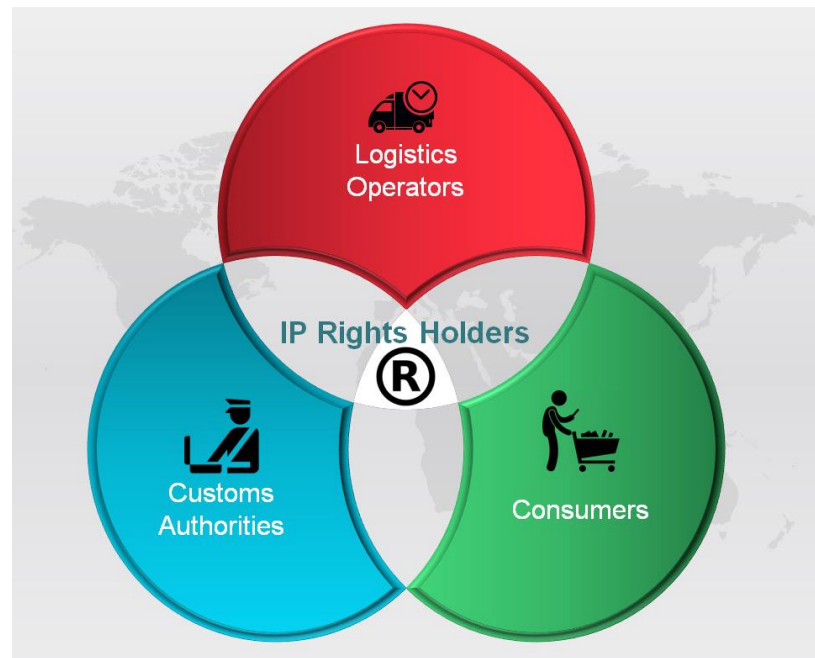 Logistics
Operators
IP Rights Holders
®
Customs
Authorities
Consumers